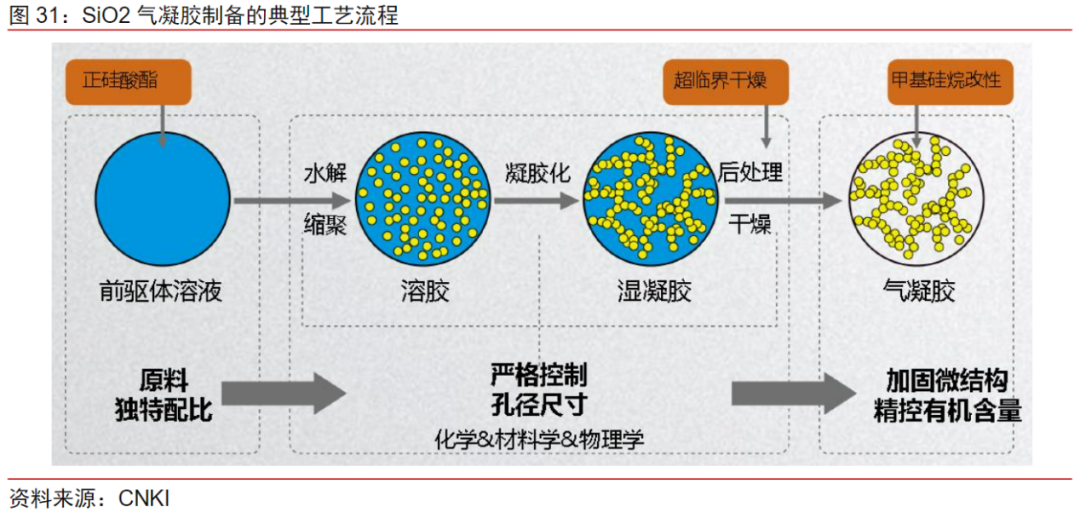 图 31：SiO2 气凝胶制备的典型工艺流程
正硅酸酯
超临界干燥
甲基硅烷改性
水解
缩聚
凝胶化
后处理
干燥
前驱体溶液
溶胶
湿凝胶
气凝胶
原料
独特配比
严格控制
孔径尺寸
化学&材料学&物理学
加固微结构
精控有机含量
资料来源：CNKI